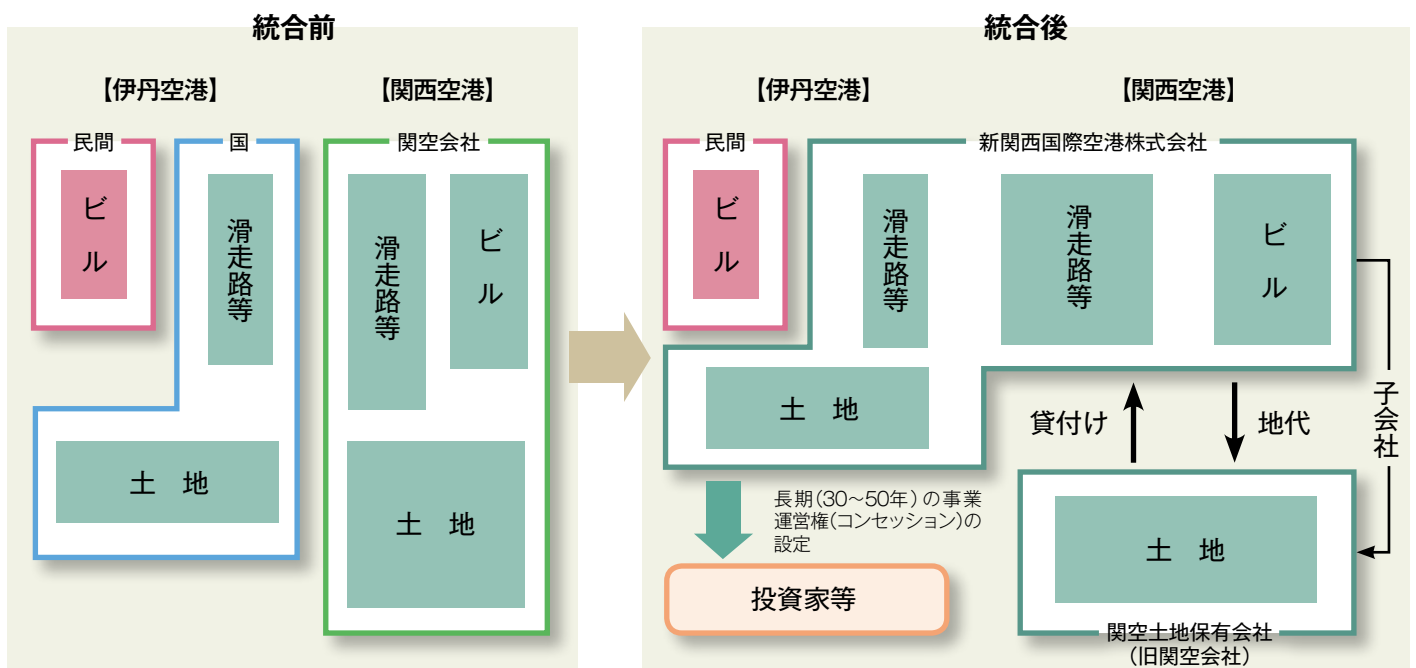 統合前
【伊丹空港】
【関西空港】
民間
ビル
国
滑走路等
土 地
関空会社
滑走路等
ビル
土 地
統合後
【伊丹空港】
【関西空港】
民間
ビル
新関西国際空港株式会社
滑走路等
滑走路等
ビル
土 地
貸付け
地代
子会社
長期(30～50年)の事業
運営権(コンセッション)の
設定
投資家等
土 地
関空土地保有会社
(旧関空会社)